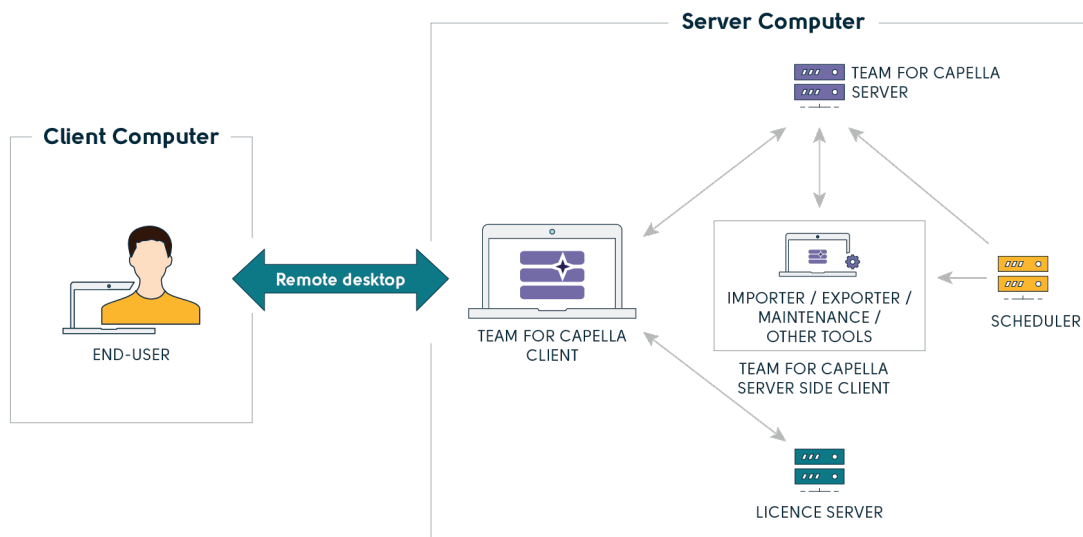 Server Computer
TEAM FOR CAPELLA
SERVER
Client Computer
Remote desktop
END-USER
TEAM FOR CAPELLA
CLIENT
IMPORTER / EXPORTER /
MAINTENANCE /
OTHER TOOLS
SCHEDULER
TEAM FOR CAPELLA
SERVER SIDE CLIENT
LICENCE SERVER